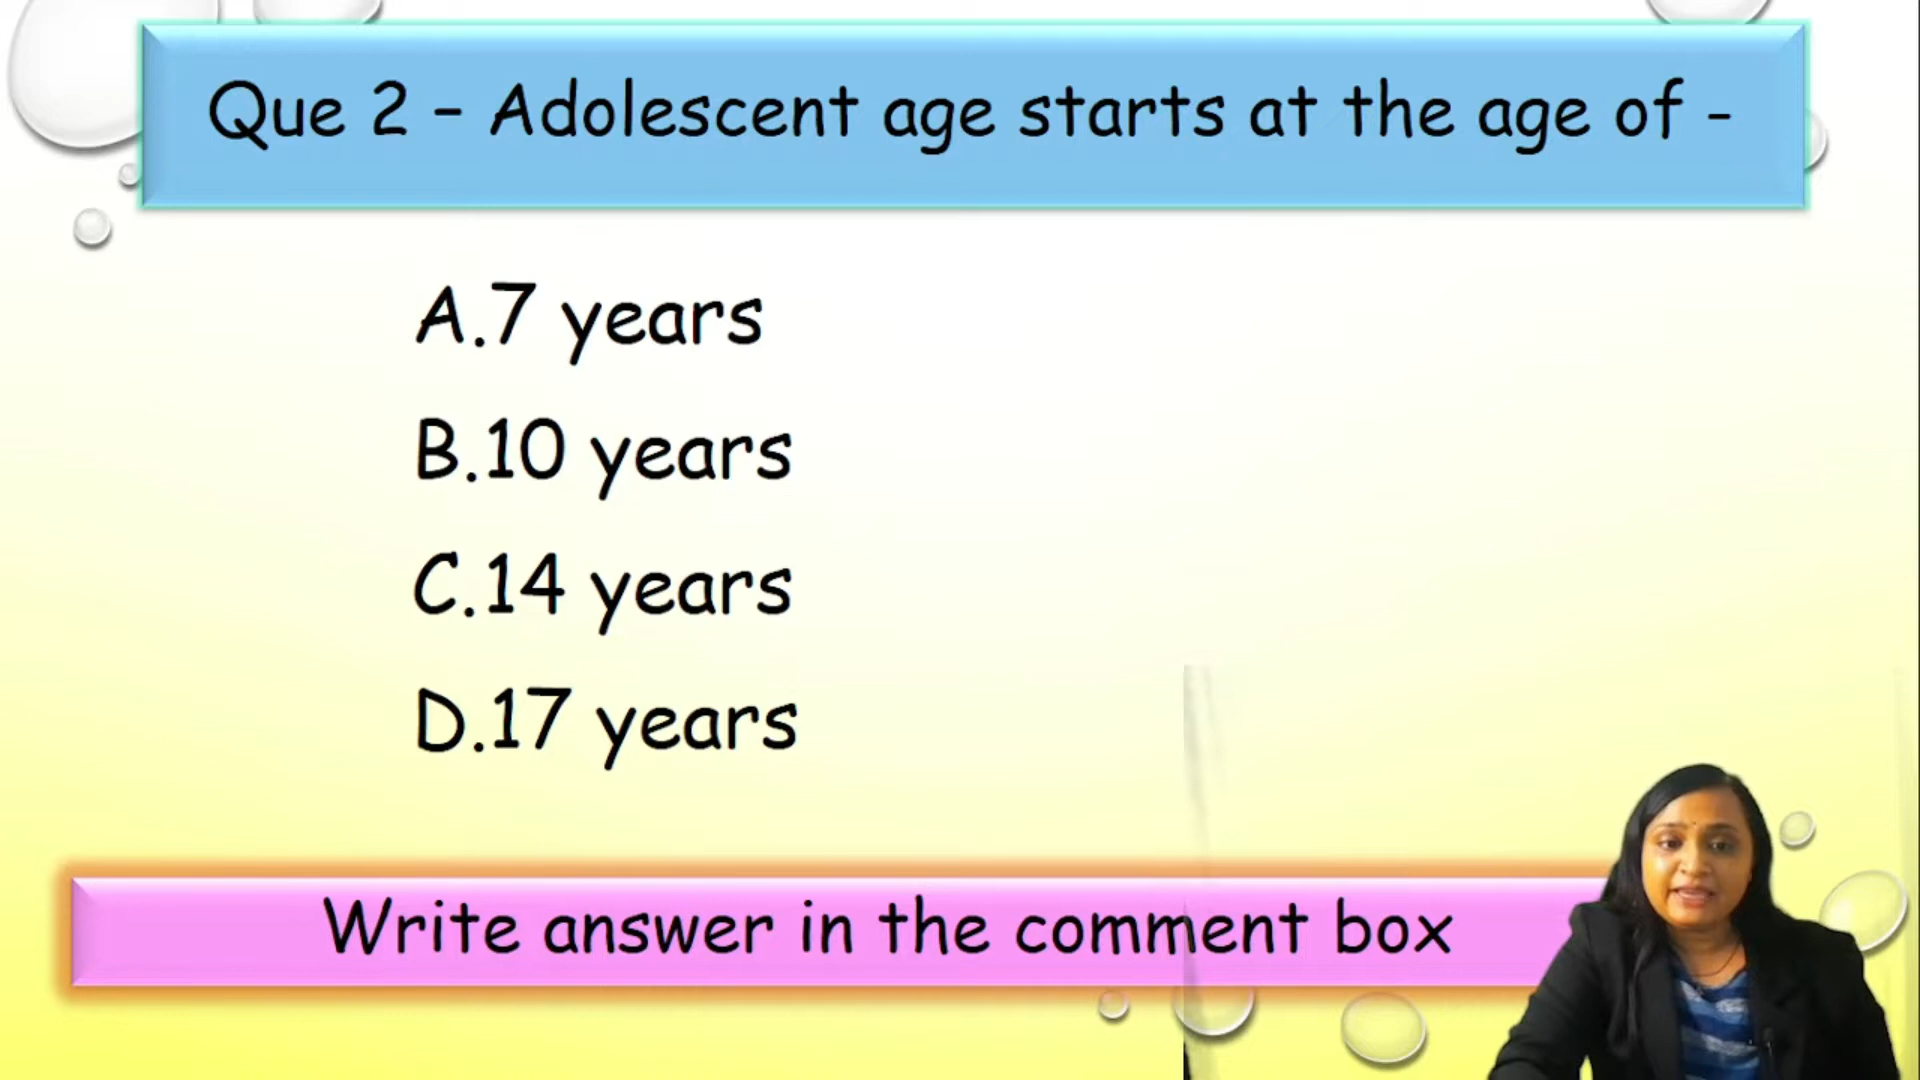 Que 2 – Adolescent age starts at the age of -
A.7 years
B.10 years
C.14 years
D.17 years
Write answer in the comment box